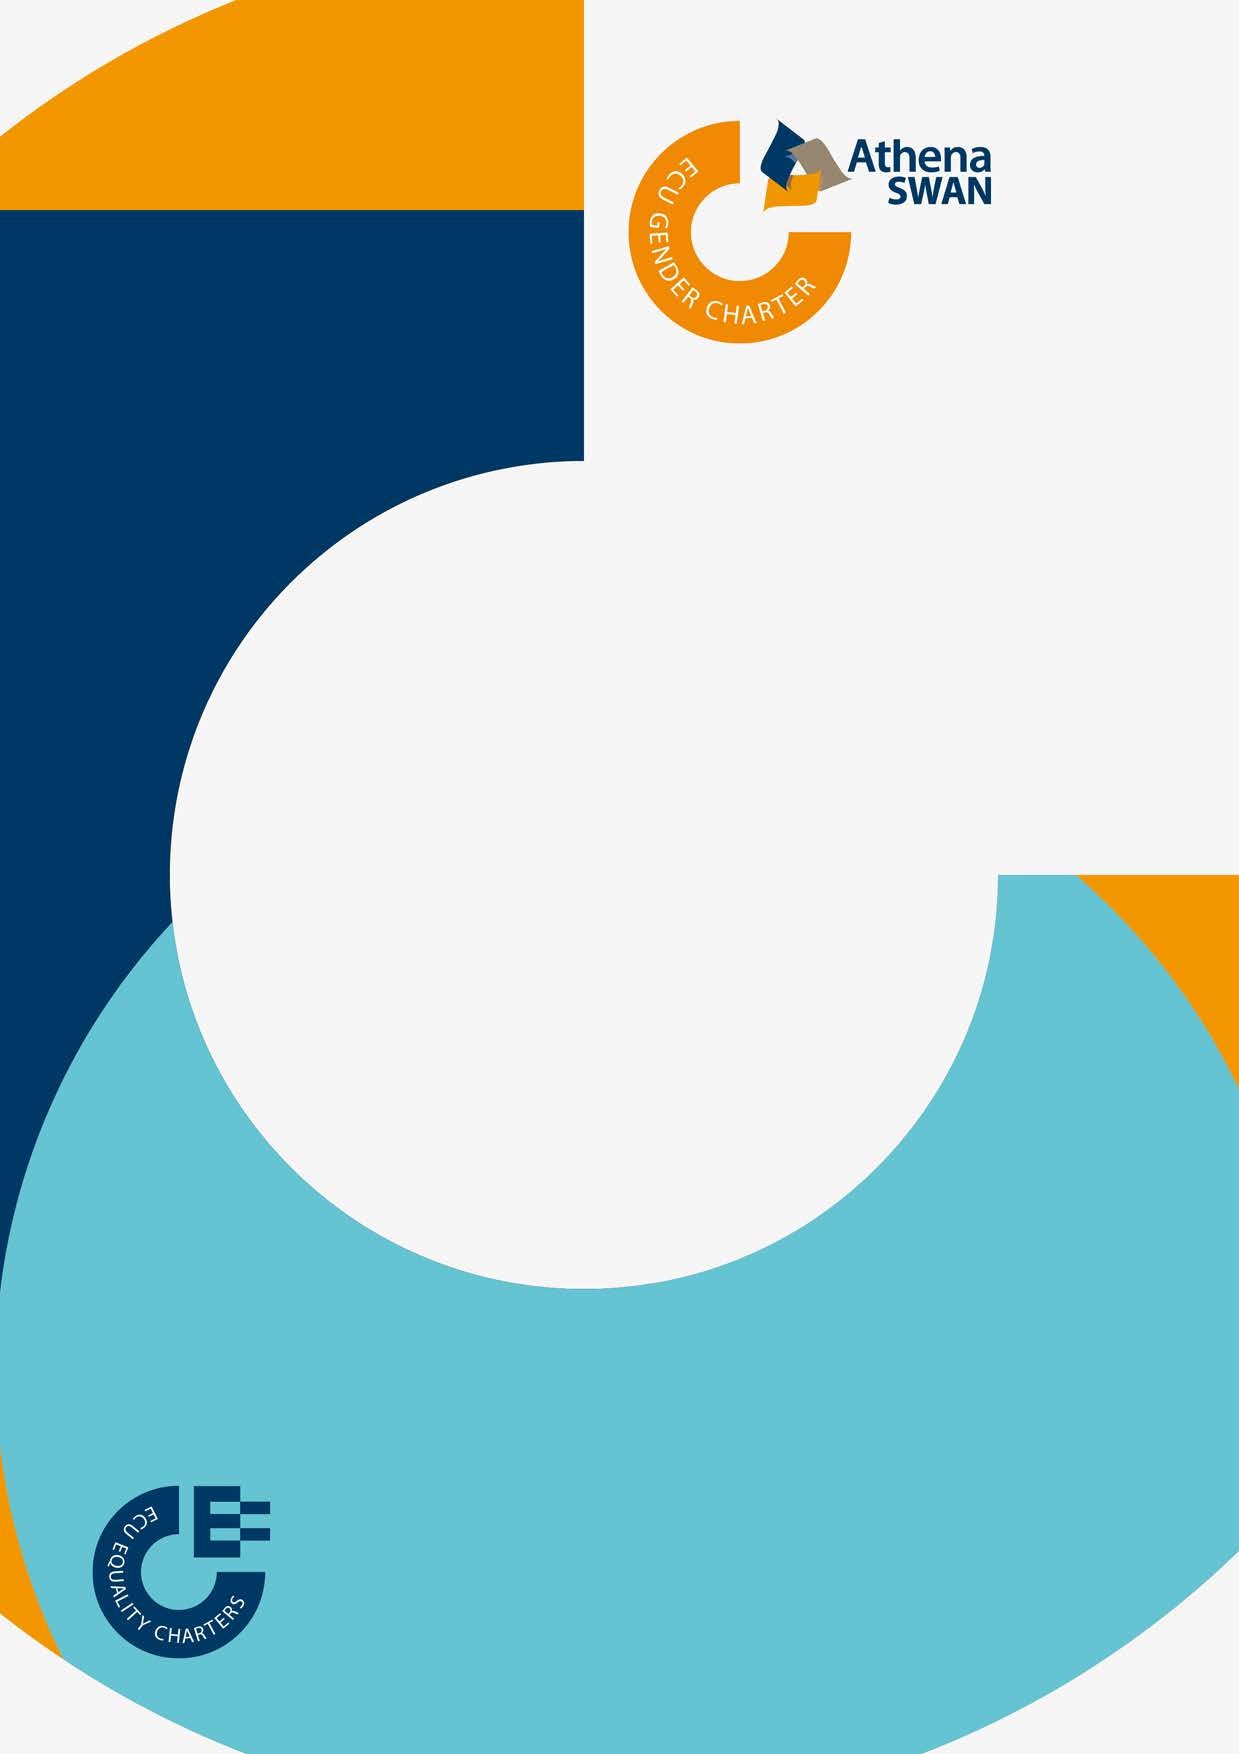 ECU GENDER CHARTER
Athena
SWAN
ECU EQUALITY CHARTERS